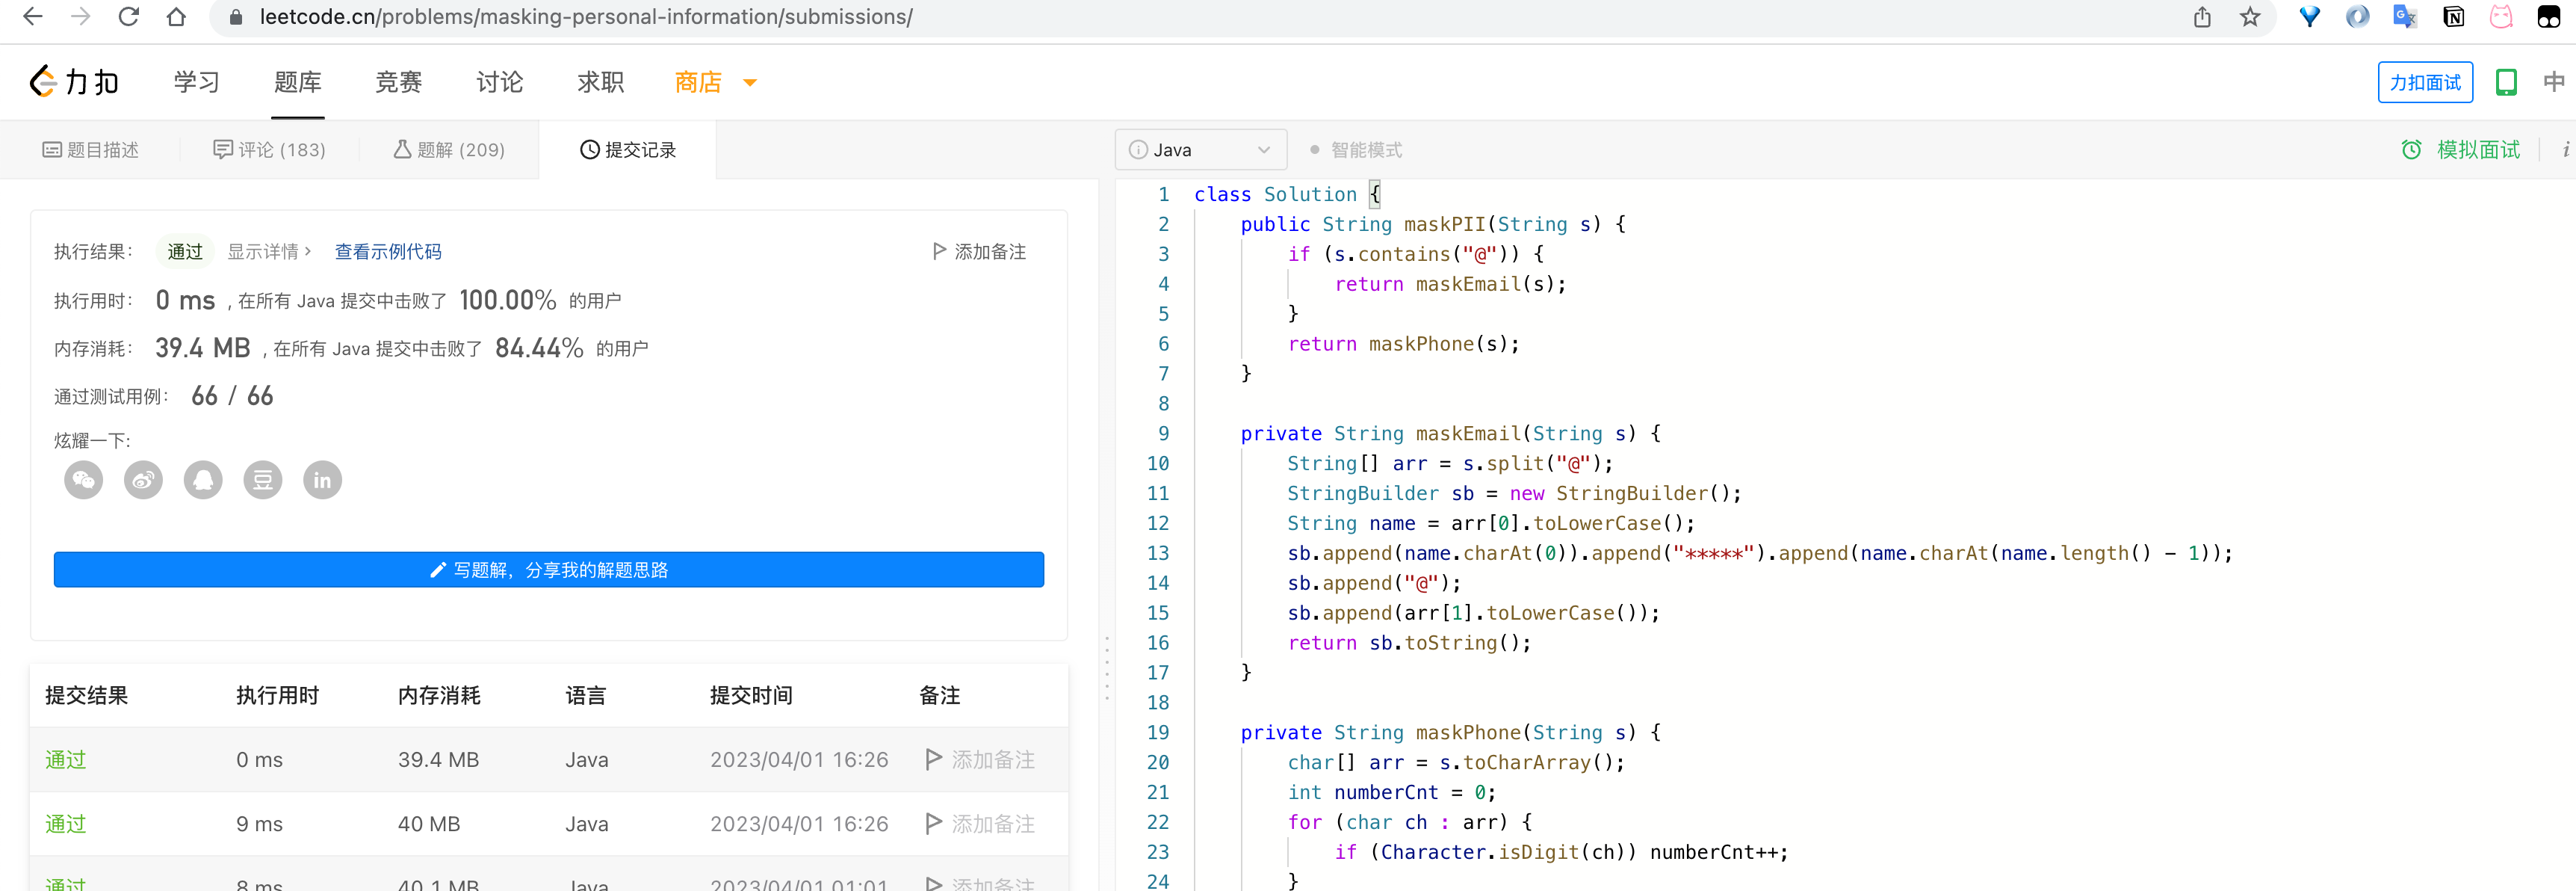 leetcode.cn/problems/masking-personal-information/submissions/
力扣 学习 题库 竞赛 讨论 求职 商店 力扣面试 中
题目描述 评论 (183) 题解 (209) 提交记录
执行结果： 通过 显示详情 > 查看示例代码 添加备注
执行用时： 0 ms , 在所有 Java 提交中击败了 100.00% 的用户
内存消耗： 39.4 MB , 在所有 Java 提交中击败了 84.44% 的用户
通过测试用例： 66 / 66
炫耀一下:
豆 in
写题解，分享我的解题思路
提交结果 执行用时 内存消耗 语言 提交时间 备注
通过 0 ms 39.4 MB Java 2023/04/01 16:26 添加备注
通过 9 ms 40 MB Java 2023/04/01 16:26 添加备注
通过 8 ms 40.1 MB Java 2023/04/01 01:01 添加备注
Java 智能模式 模拟面试 i
1 class Solution {
2     public String maskPII(String s) {
3         if (s.contains("@")) {
4             return maskEmail(s);
5         }
6         return maskPhone(s);
7     }
8
9     private String maskEmail(String s) {
10         String[] arr = s.split("@");
11         StringBuilder sb = new StringBuilder();
12         String name = arr[0].toLowerCase();
13         sb.append(name.charAt(0)).append("*****").append(name.charAt(name.length() - 1));
14         sb.append("@");
15         sb.append(arr[1].toLowerCase());
16         return sb.toString();
17     }
18
19     private String maskPhone(String s) {
20         char[] arr = s.toCharArray();
21         int numberCnt = 0;
22         for (char ch : arr) {
23             if (Character.isDigit(ch)) numberCnt++;
24         }